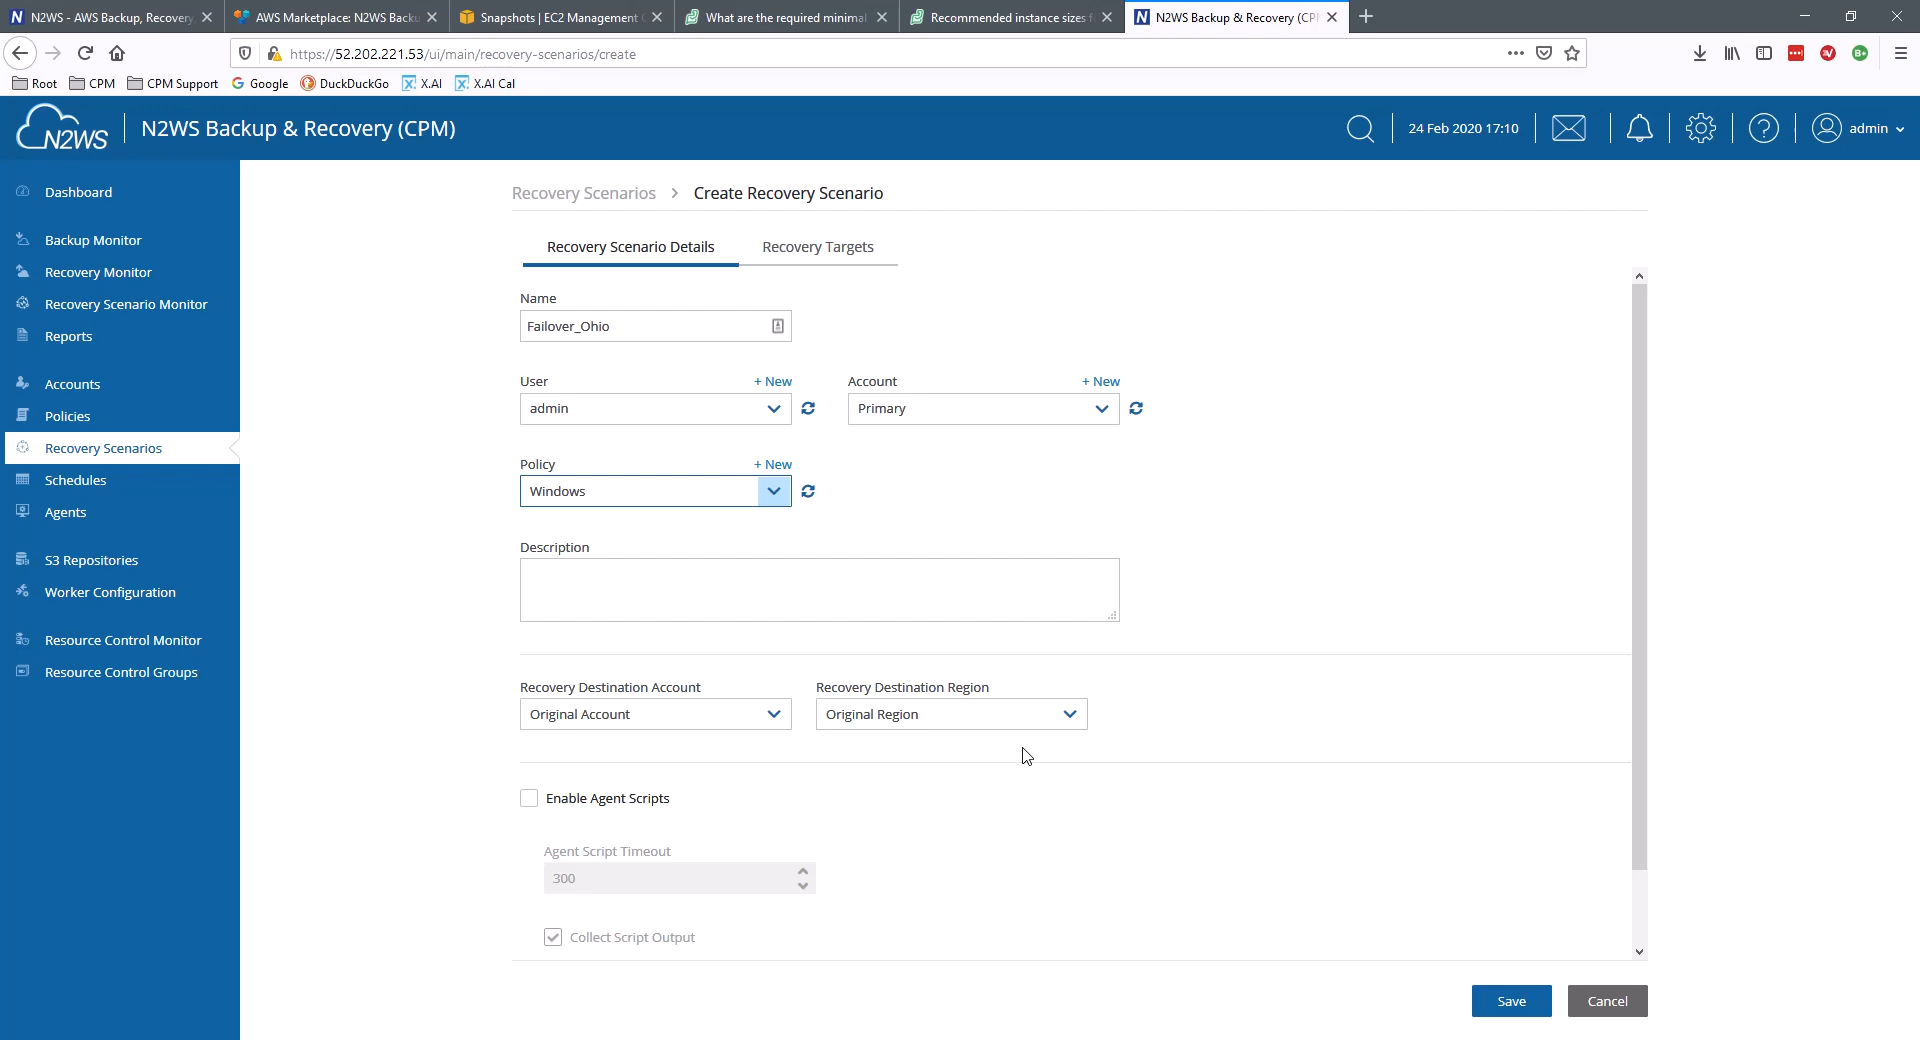 N2WS - AWS Backup, Recovery
AWS Marketplace: N2WS Backu
Snapshots | EC2 Management
What are the required minimal
Recommended instance sizes
N2WS Backup & Recovery (CP
https://52.202.221.53/ui/main/recovery-scenarios/create
Root
CPM
CPM Support
Google
DuckDuckGo
X.AI
X.AI Cal
N2WS
N2WS Backup & Recovery (CPM)
24 Feb 2020 17:10
admin
Dashboard
Backup Monitor
Recovery Monitor
Recovery Scenario Monitor
Reports
Accounts
Policies
Recovery Scenarios
Schedules
Agents
S3 Repositories
Worker Configuration
Resource Control Monitor
Resource Control Groups
Recovery Scenarios > Create Recovery Scenario
Recovery Scenario Details
Recovery Targets
Name
Failover_Ohio
User
+ New
Account
+ New
admin
Primary
Policy
+ New
Windows
Description
Recovery Destination Account
Recovery Destination Region
Original Account
Original Region
Enable Agent Scripts
Agent Script Timeout
300
Collect Script Output
Save
Cancel